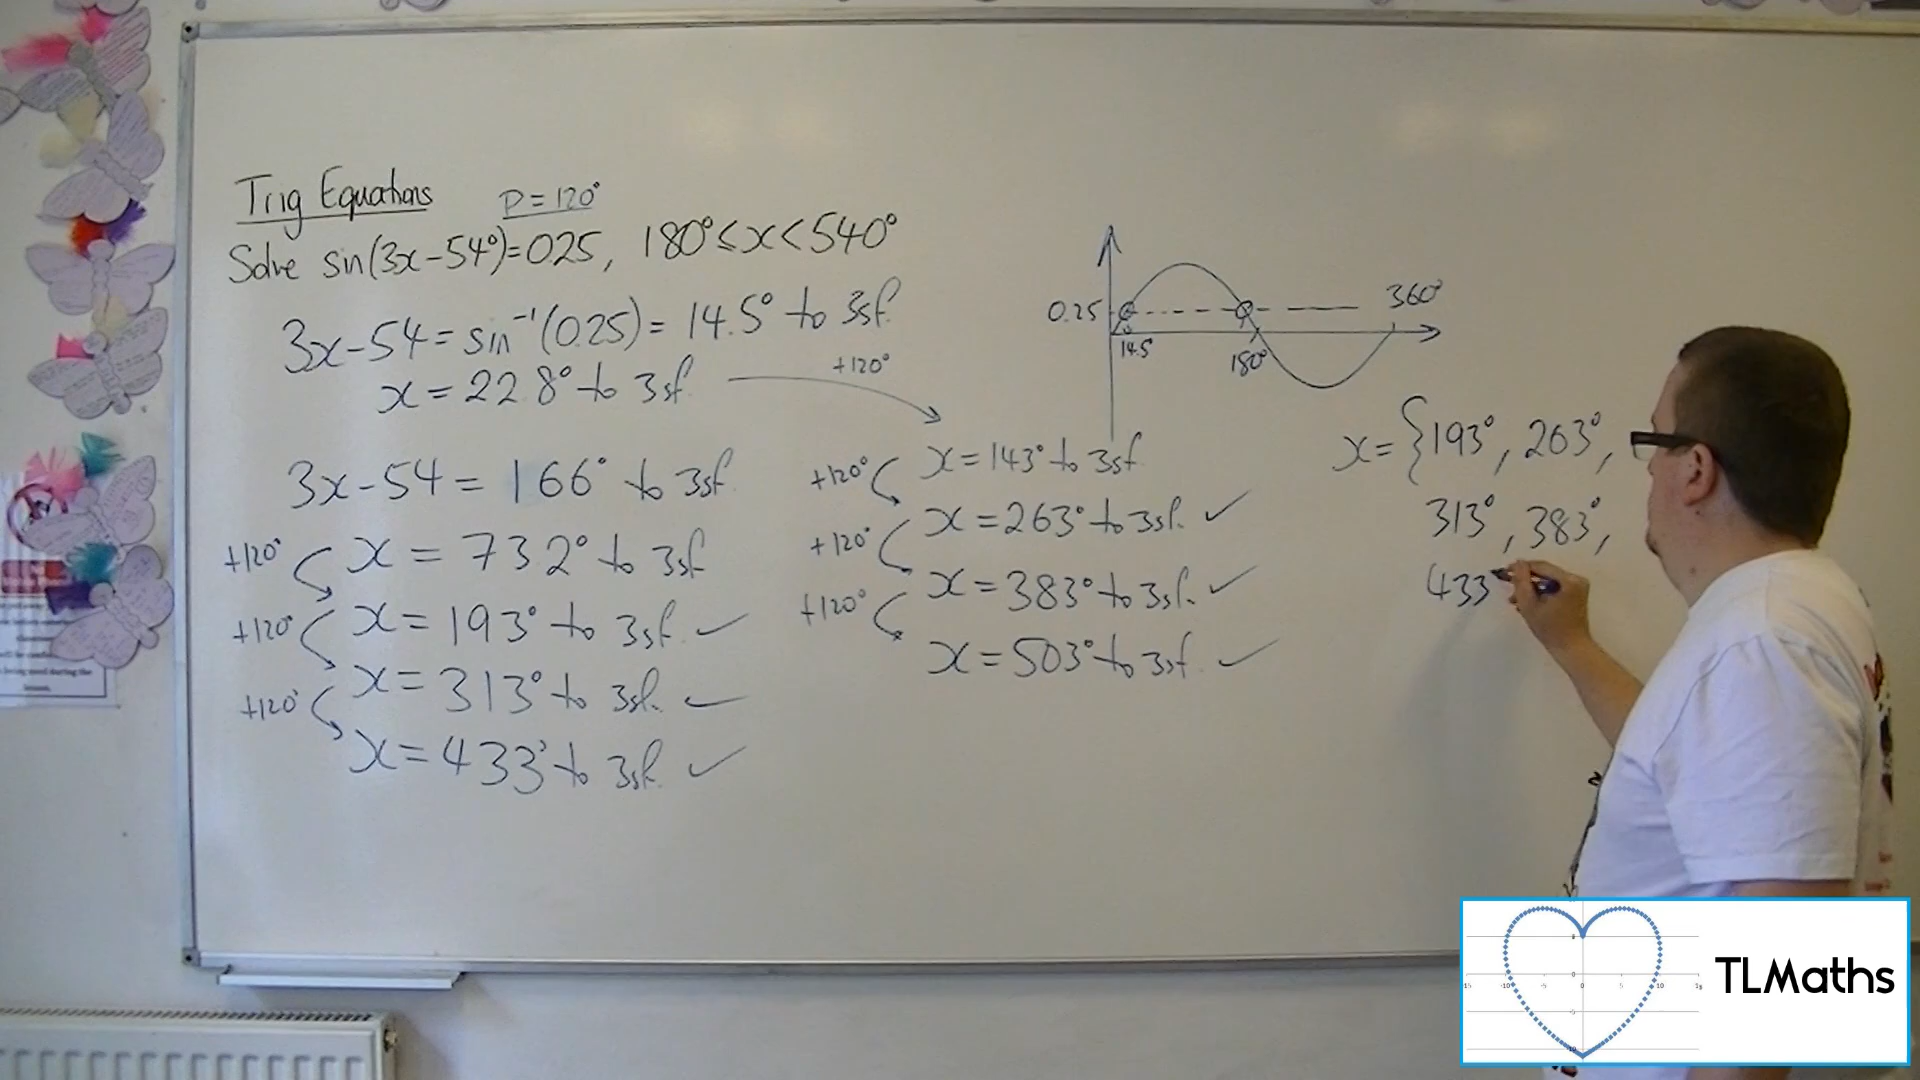 Trig Equations P = 120°
Solve sin(3x-54°)=0.25, 180°≤x<540°
3x-54 = sin⁻¹(0.25) = 14.5° to 3sf.
x = 22.8° to 3sf
+120°
3x-54 = 166° to 3sf
x = 73.2° to 3sf
+120°
x = 193° to 3sf. ✓
+120°
x = 313° to 3sf. ✓
+120°
x = 433° to 3sf. ✓
x = 143° to 3sf
+120°
x = 263° to 3sf. ✓
+120°
x = 383° to 3sf. ✓
+120°
x = 503° to 3sf. ✓
0.25
14.5°
180°
360°
x = {193°, 263°,
313°, 383°,
433
TLMaths